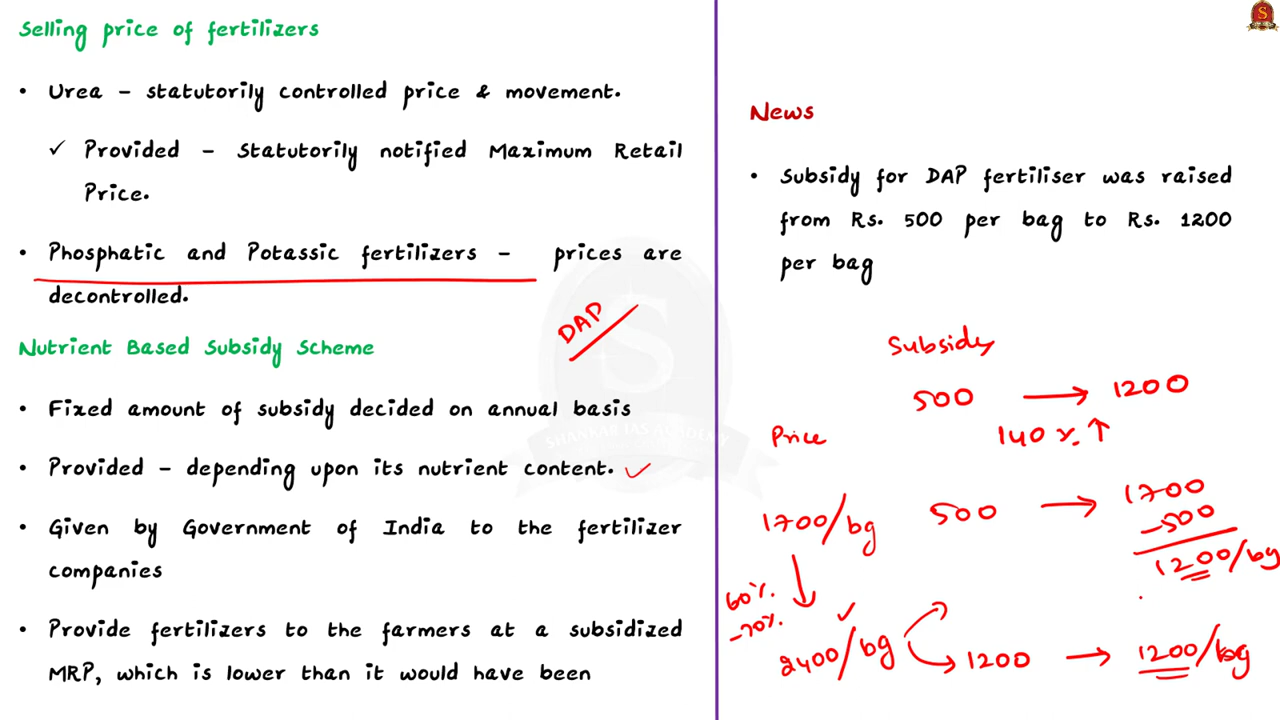 Selling price of fertilizers
• Urea – statutorily controlled price & movement.
✓ Provided – Statutorily notified Maximum Retail
Price.
• Phosphatic and Potassic fertilizers – prices are
decontrolled.
DAP
Nutrient Based Subsidy Scheme
• Fixed amount of subsidy decided on annual basis
• Provided – depending upon its nutrient content.
• Given by Government of India to the fertilizer
companies
• Provide fertilizers to the farmers at a subsidized
MRP, which is lower than it would have been
SHANKAR IAS ACADEMY
News
• Subsidy for DAP fertiliser was raised
from Rs. 500 per bag to Rs. 1200
per bag
Subsidy
500 → 1200
140 % ↑
Price
1700/bg 500 → 1700
-500
1200/bg
60%
-70%
2400/bg → 1200 → 1200/bg
S